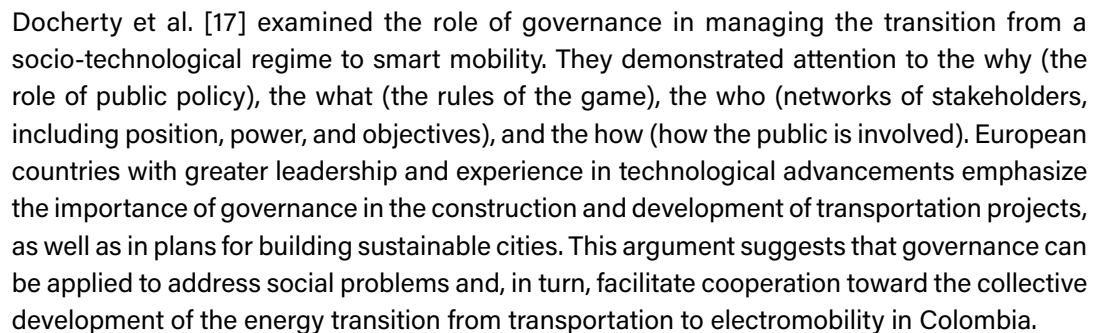 Docherty et al. [17] examined the role of governance in managing the transition from a
socio-technological regime to smart mobility. They demonstrated attention to the why (the
role of public policy), the what (the rules of the game), the who (networks of stakeholders,
including position, power, and objectives), and the how (how the public is involved). European
countries with greater leadership and experience in technological advancements emphasize
the importance of governance in the construction and development of transportation projects,
as well as in plans for building sustainable cities. This argument suggests that governance can
be applied to address social problems and, in turn, facilitate cooperation toward the collective
development of the energy transition from transportation to electromobility in Colombia.